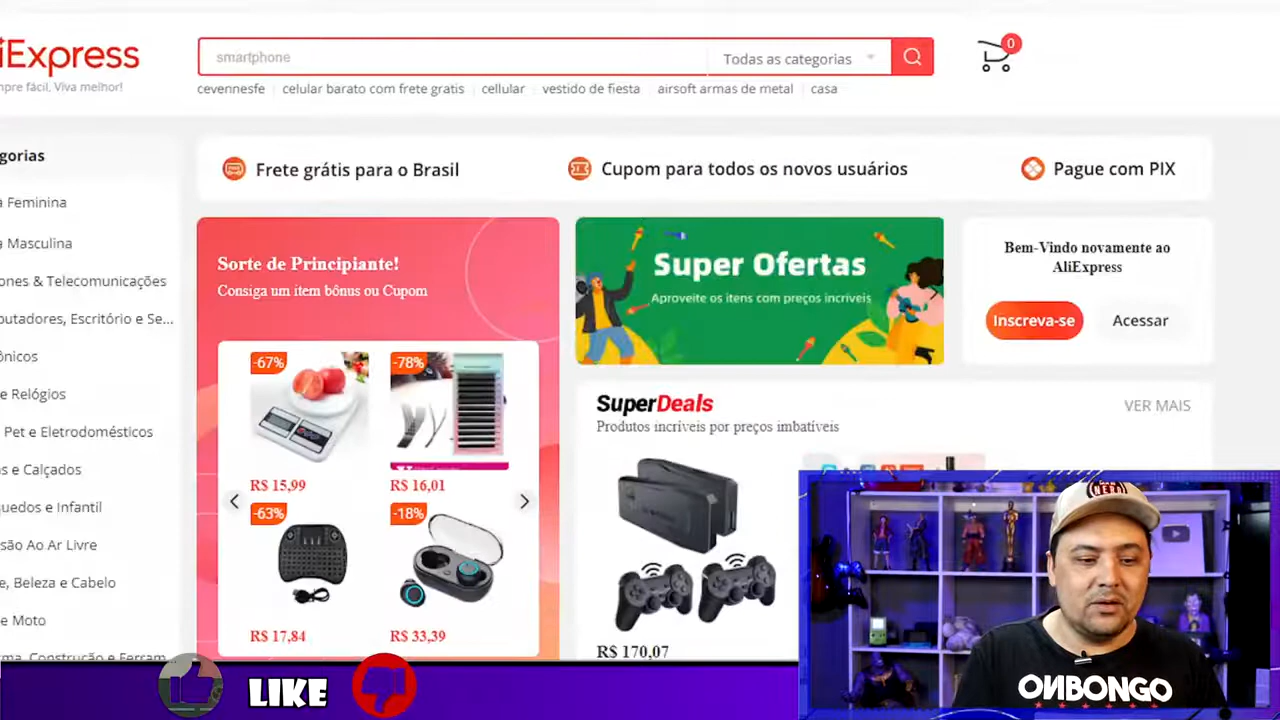 iExpress
mpre fácil, Viva melhor!
smartphone
Todas as categorias
0
cevennesfe
celular barato com frete gratis
cellular
vestido de fiesta
airsoft armas de metal
casa
gorias
Frete grátis para o Brasil
Cupom para todos os novos usuários
Pague com PIX
a Feminina
a Masculina
ones & Telecomunicações
outadores, Escritório e Se...
ônicos
e Relógios
Pet e Eletrodomésticos
s e Calçados
quedos e Infantil
são Ao Ar Livre
e, Beleza e Cabelo
e Moto
rma, Construção e Ferram
Sorte de Principiante!
Consiga um item bônus ou Cupom
-67%
-78%
R$ 15,99
R$ 16,01
-63%
-18%
R$ 17,84
R$ 33,39
Super Ofertas
Aproveite os itens com preços incríveis
Bem-Vindo novamente ao
AliExpress
Inscreva-se
Acessar
SuperDeals
VER MAIS
Produtos incríveis por preços imbatíveis
R$ 170,07
LIKE
ONBONGO